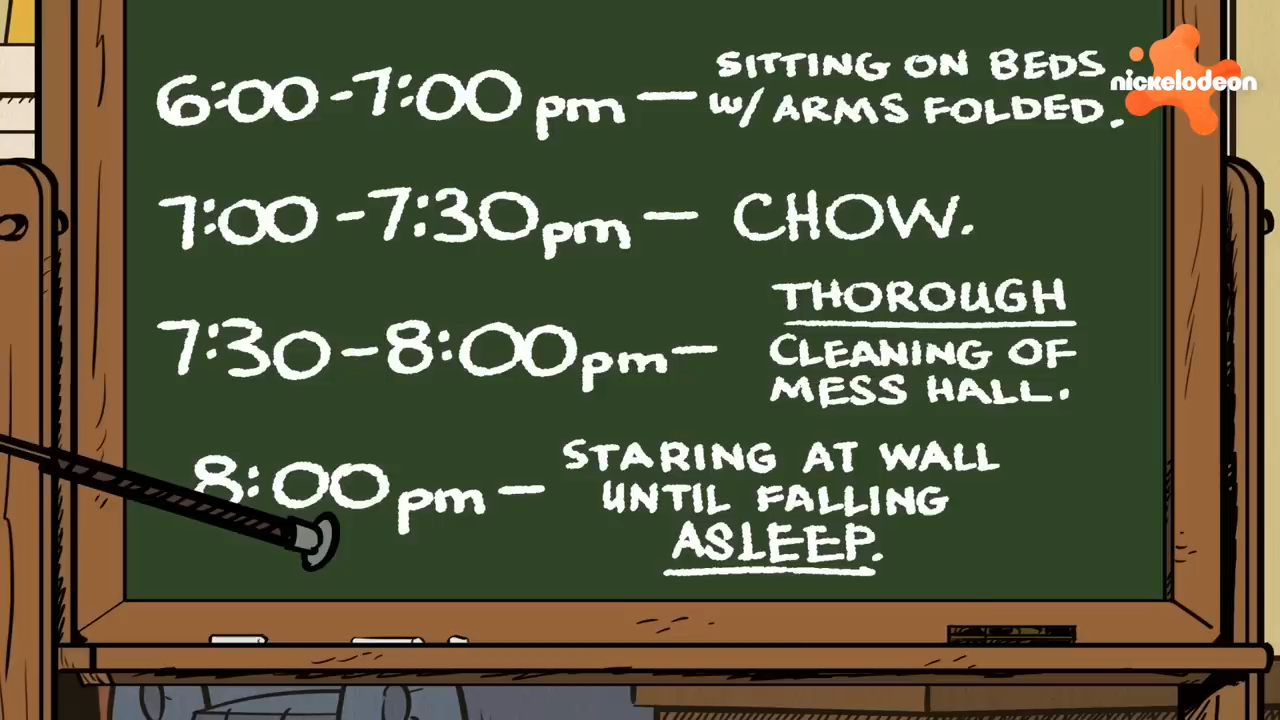 6:00-7:00 pm — SITTING ON BEDS
w/ ARMS FOLDED.
nickelodeon
7:00-7:30 pm — CHOW.
7:30-8:00 pm — THOROUGH
CLEANING OF
MESS HALL.
8:00 pm — STARING AT WALL
UNTIL FALLING
ASLEEP.